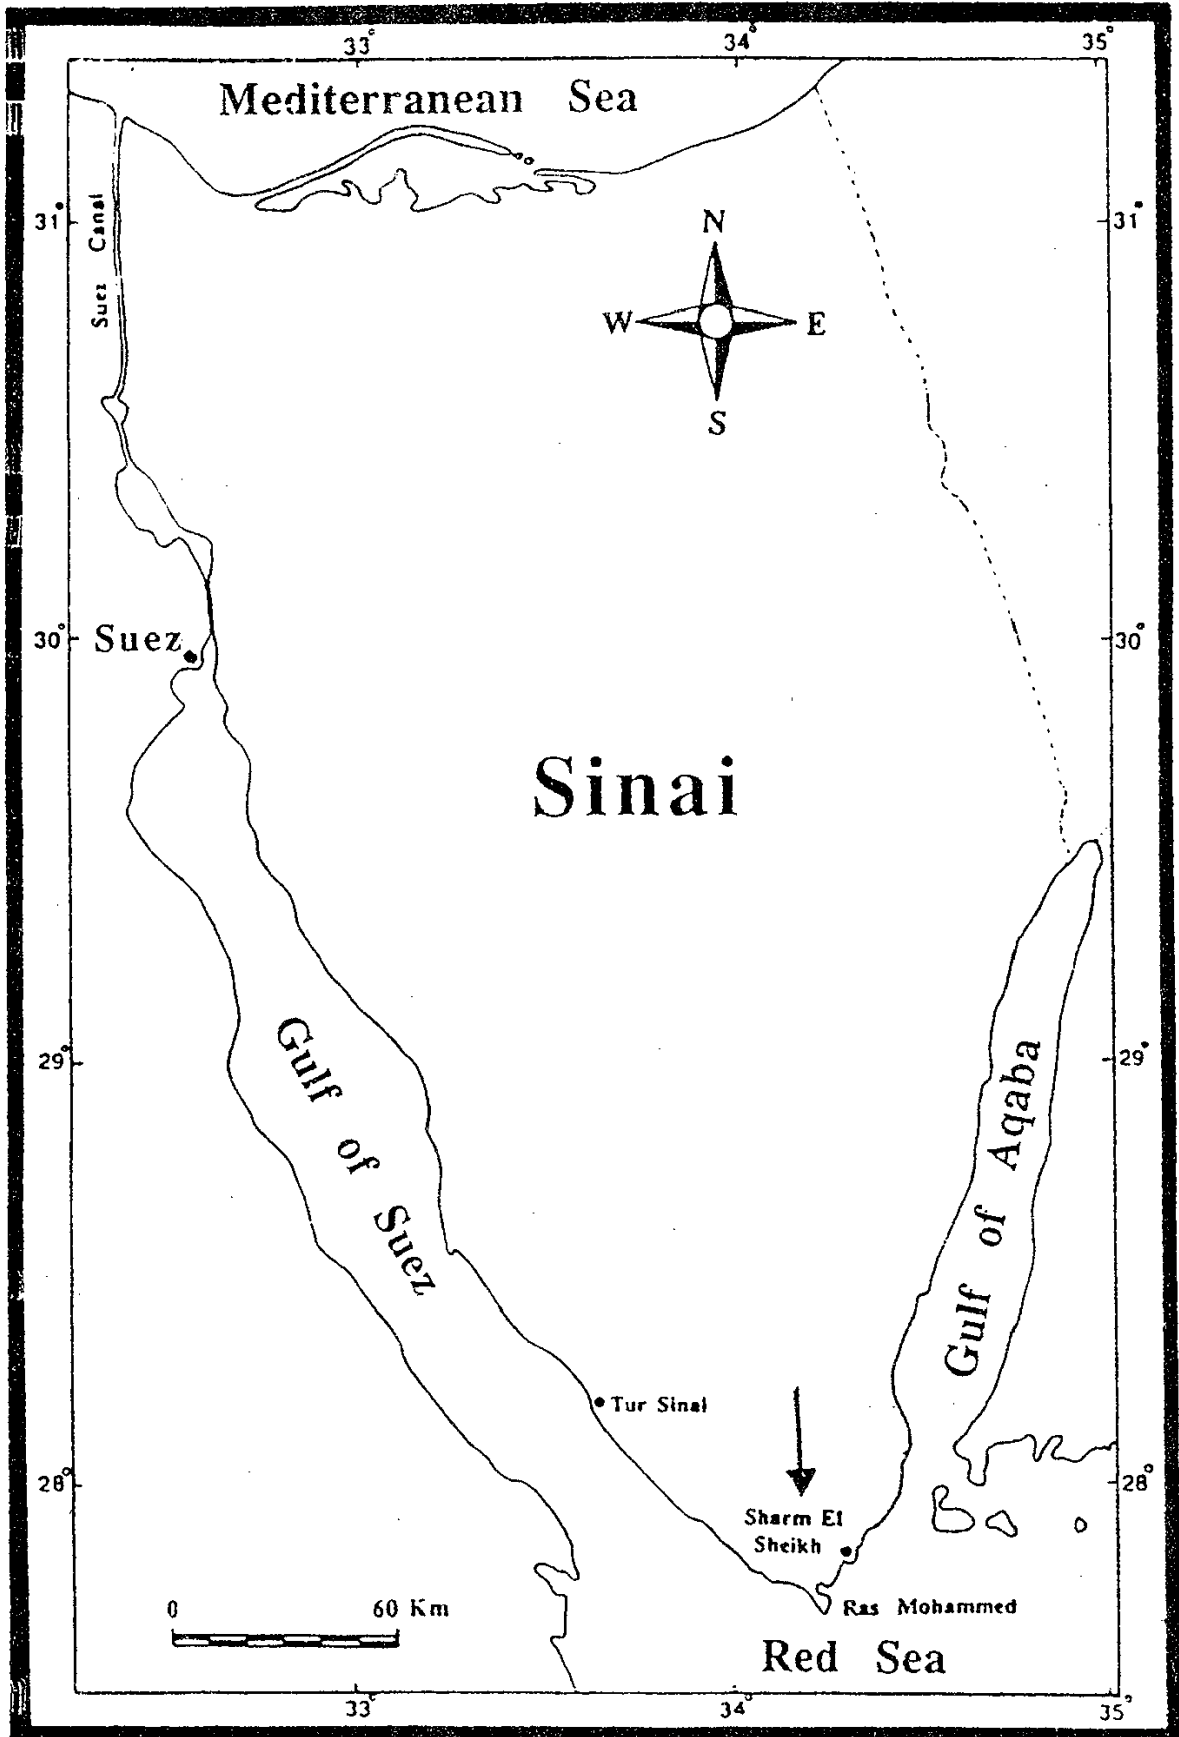 33°
34°
35°
Mediterranean Sea
Suez Canal
31°
31°
N
W
E
S
30°
Suez
30°
Sinai
29°
29°
Gulf of Suez
Gulf of Aqaba
Tur Sinai
28°
28°
Sharm El
Sheikh
0
60 Km
Ras Mohammed
Red Sea
33°
34°
35°